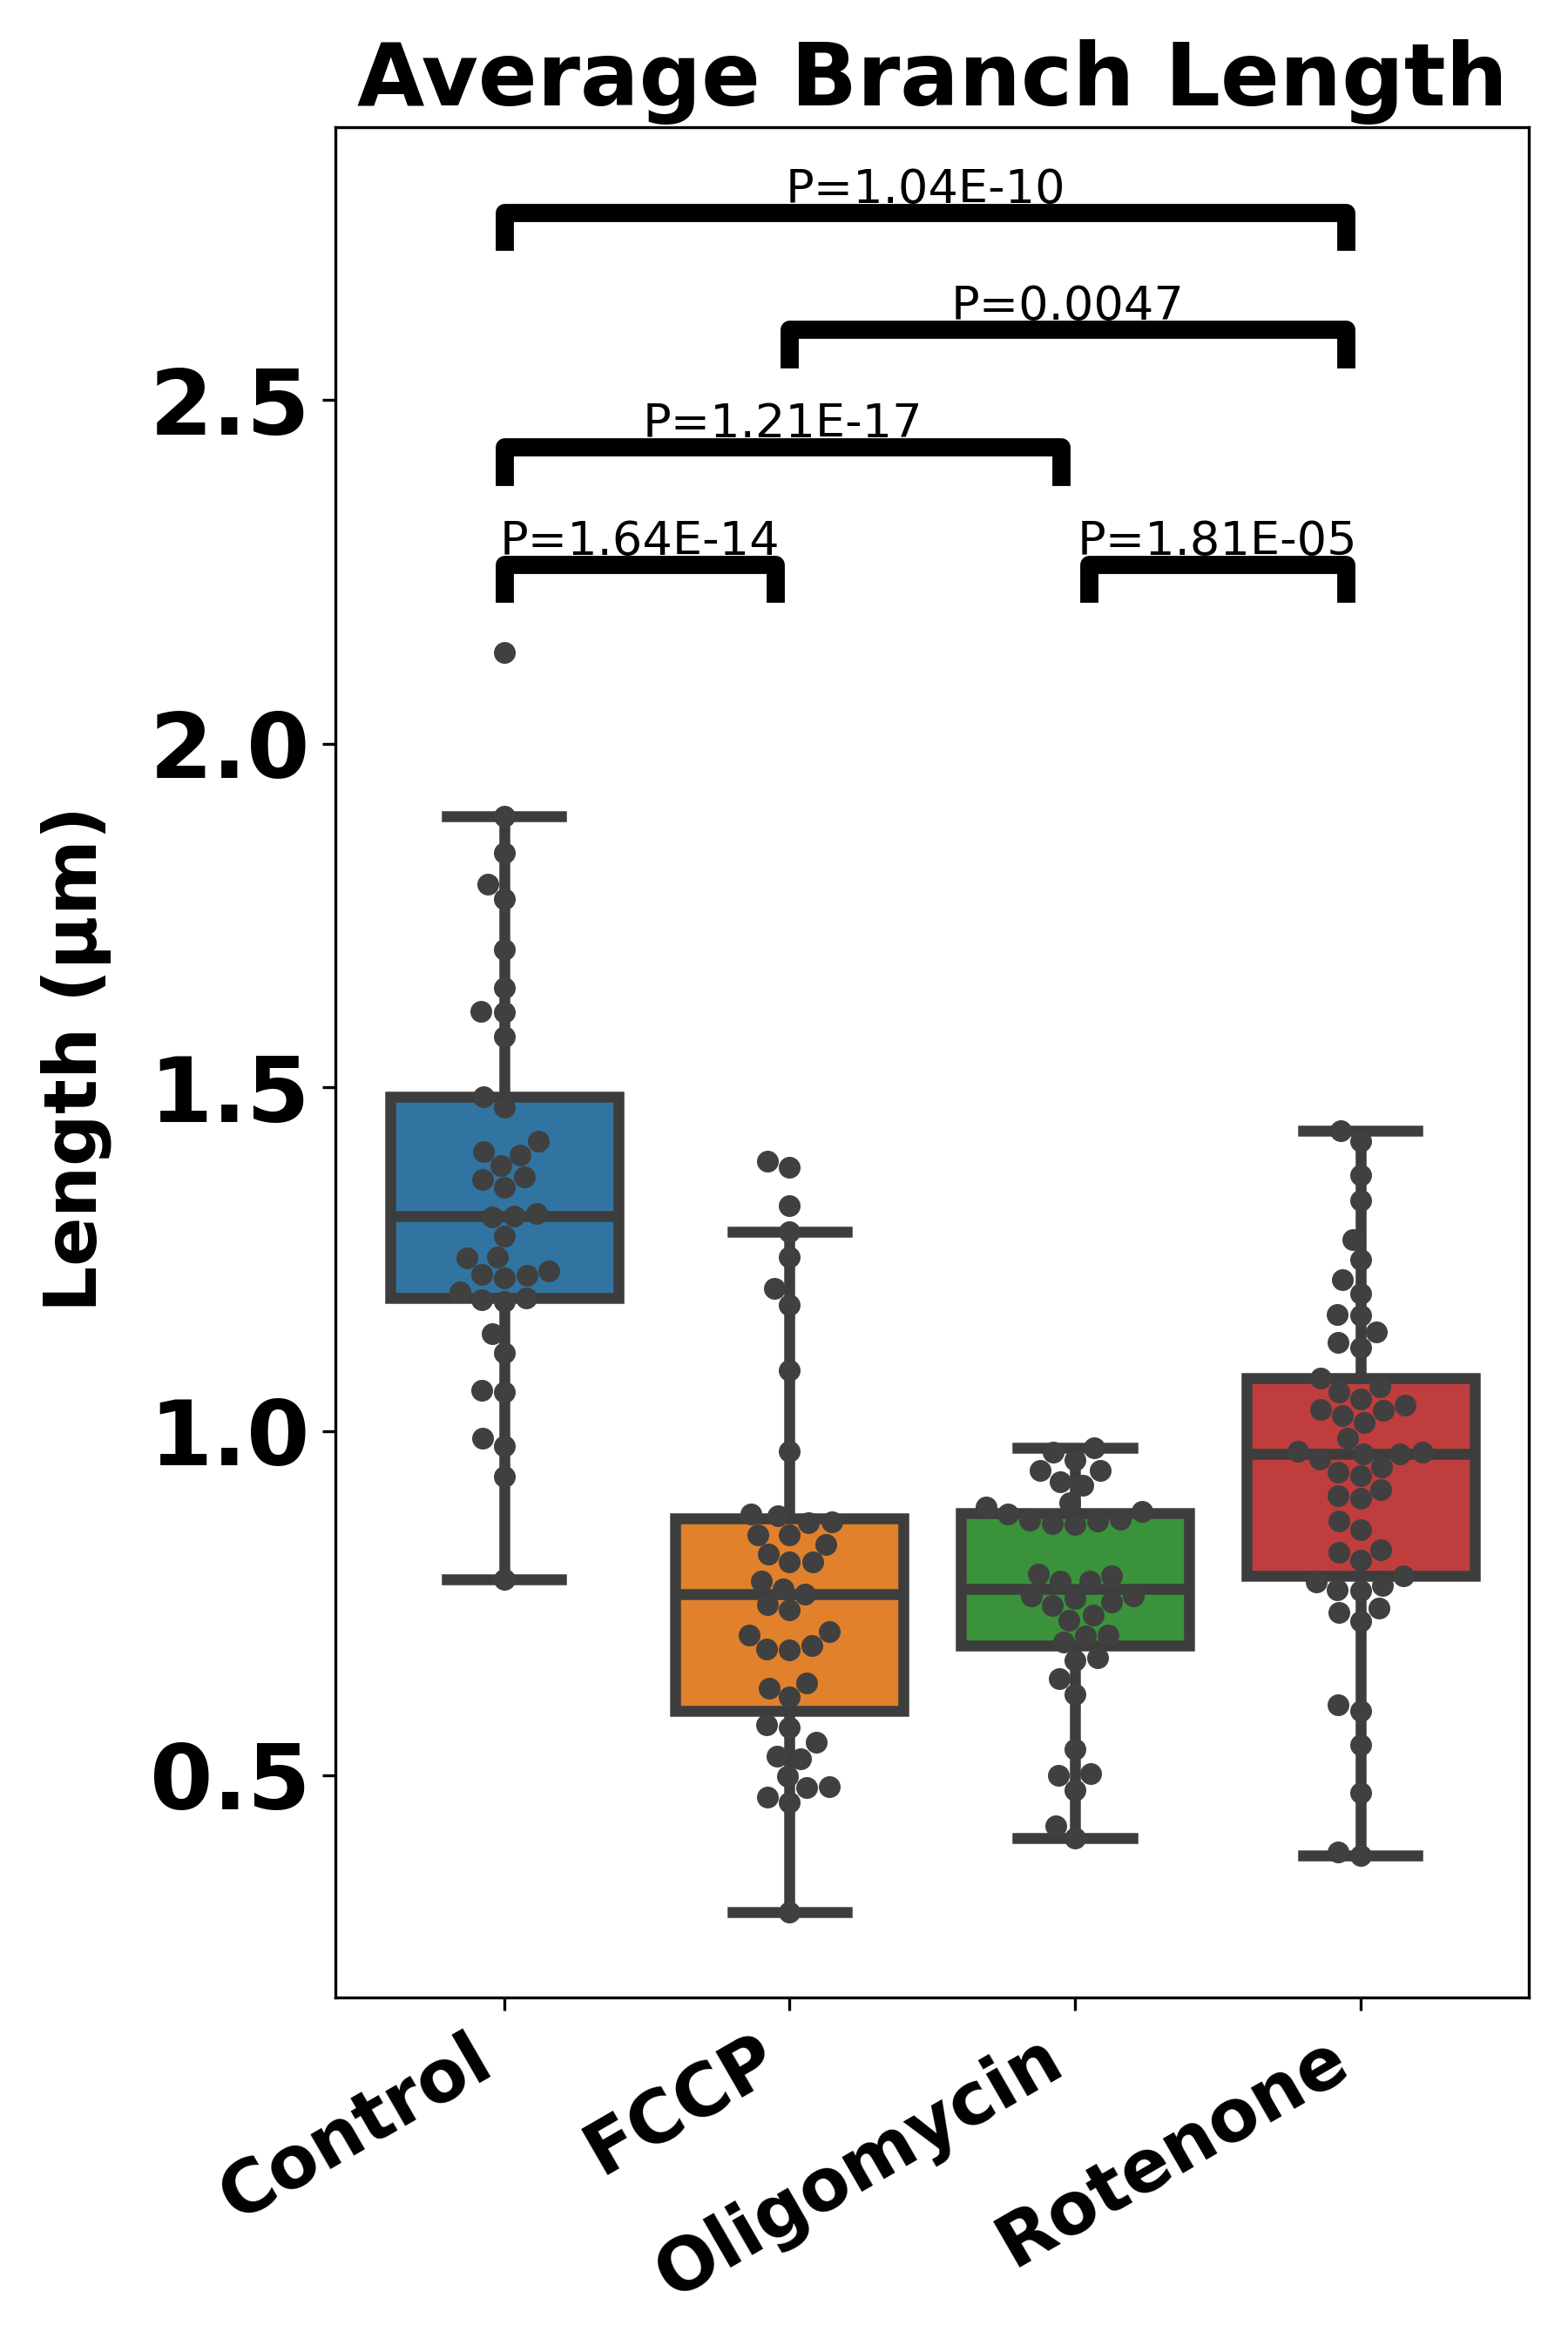 Average Branch Length
P=1.04E-10
P=0.0047
P=1.21E-17
P=1.64E-14
P=1.81E-05
Length (µm)
2.5
2.0
1.5
1.0
0.5
Control
FCCP
Oligomycin
Rotenone